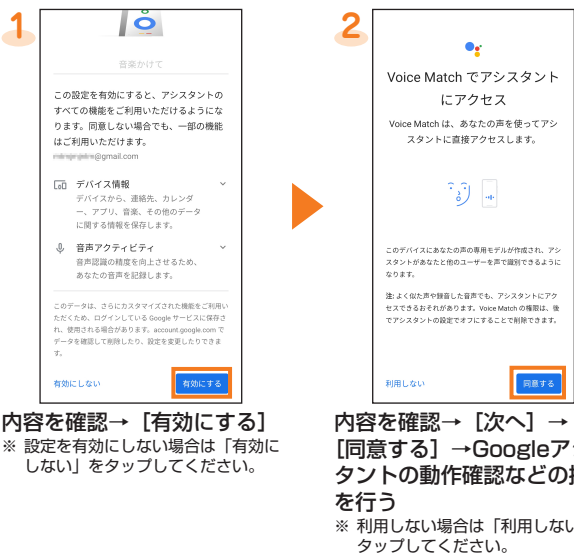 1
音楽かけて
この設定を有効にすると、アシスタントの
すべての機能をご利用いただけるようにな
ります。同意しない場合でも、一部の機能
はご利用いただけます。
@gmail.com
デバイス情報
デバイスから、連絡先、カレンダ
ー、アプリ、音楽、その他のデータ
に関する情報を保存します。
音声アクティビティ
音声認識の精度を向上させるため、
あなたの音声を記録します。
このデータは、さらにカスタマイズされた機能をご利用い
ただくため、ログインしている Google サービスに保存さ
れ、使用される場合があります。account.google.com で
データを確認して削除したり、設定を変更したりできま
す。
有効にしない
有効にする
内容を確認→［有効にする］
※ 設定を有効にしない場合は「有効に
しない」をタップしてください。
2
Voice Match でアシスタント
にアクセス
Voice Match は、あなたの声を使ってアシ
スタントに直接アクセスします。
このデバイスにあなたの声の専用モデルが作成され、アシ
スタントがあなたと他のユーザーを声で識別できるように
なります。
注: よく似た声や録音した音声でも、アシスタントにアク
セスできるおそれがあります。Voice Match の権限は、後
でアシスタントの設定でオフにすることで削除できます。
利用しない
同意する
内容を確認→［次へ］→
［同意する］→Googleア
タントの動作確認などの
を行う
※ 利用しない場合は「利用しない
タップしてください。